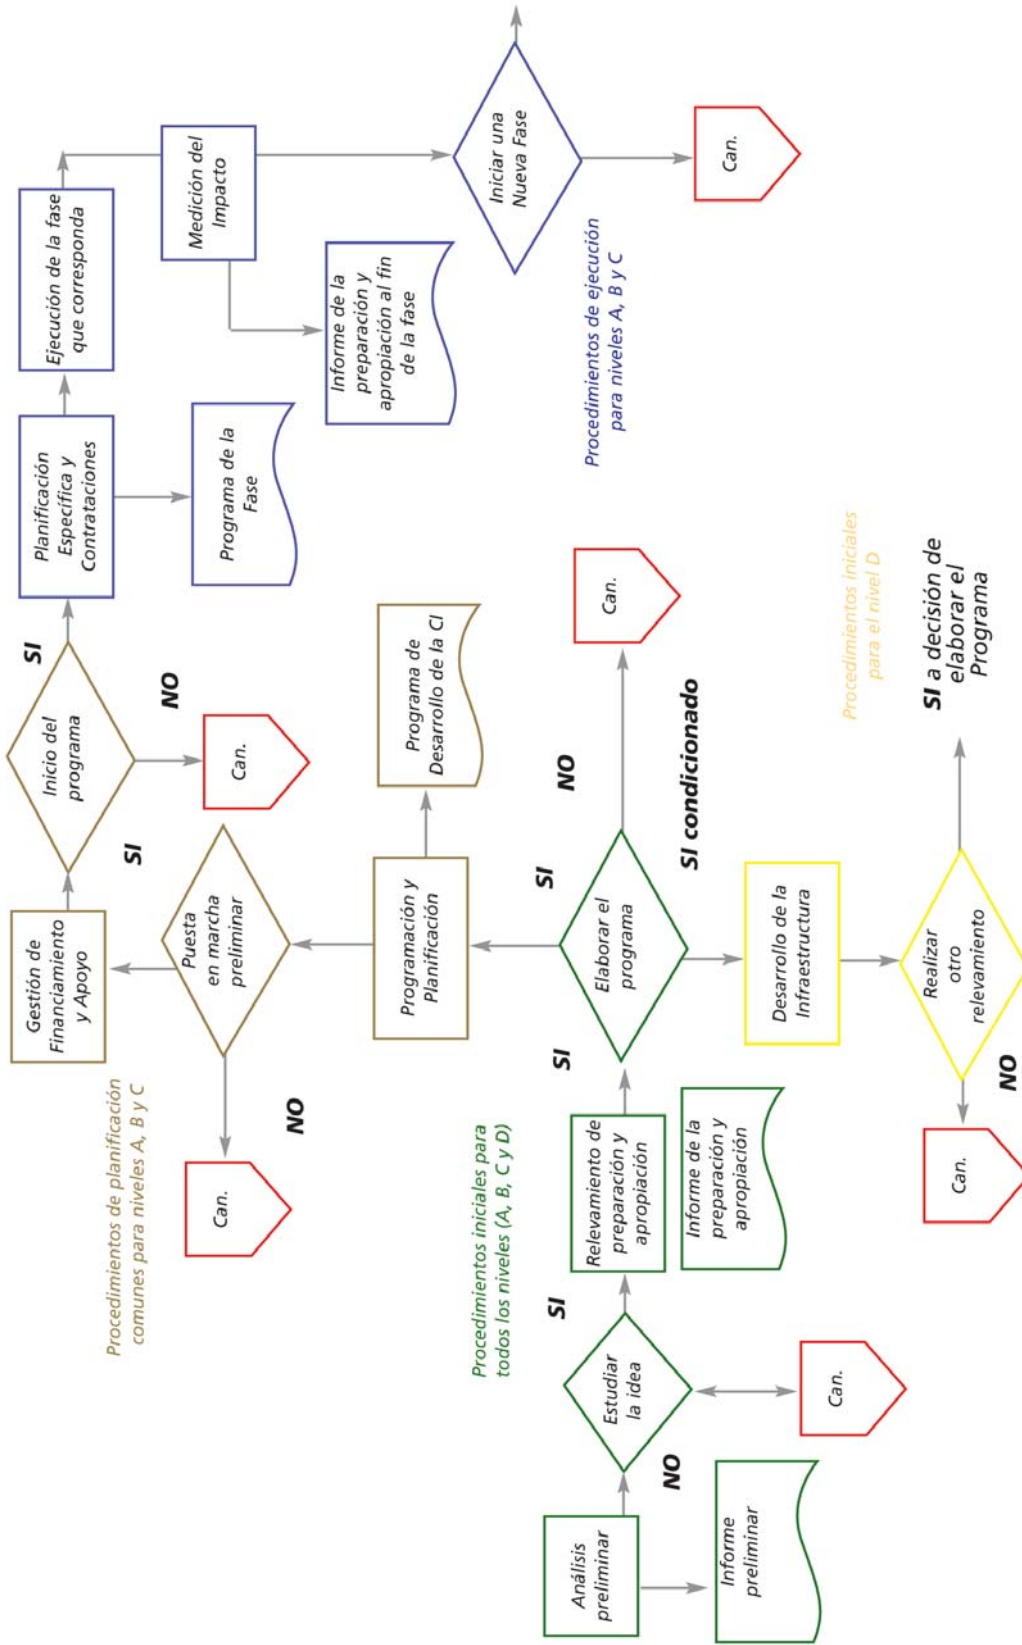 Análisis
preliminar
Informe
preliminar
Estudiar
la idea
NO
SI
Can.
Procedimientos iniciales para
todos los niveles (A, B, C y D)
Relevamiento de
preparación y
apropiación
Informe de la
preparación y
apropiación
SI
Elaborar el
programa
SI
NO
SI condicionado
Can.
Desarrollo de la
Infraestructura
Realizar
otro
relevamiento
NO
Can.
Procedimientos iniciales
para el nivel D
SI a decisión de
elaborar el
Programa
Programación y
Planificación
Programa de
Desarrollo de la CI
Procedimientos de planificación
comunes para niveles A, B y C
Puesta
en marcha
preliminar
NO
Can.
SI
Gestión de
Financiamiento
y Apoyo
Inicio del
programa
NO
Can.
SI
Planificación
Específica y
Contrataciones
Programa de la
Fase
Ejecución de la fase
que corresponda
Medición del
Impacto
Informe de la
preparación y
apropiación al fin
de la fase
Iniciar una
Nueva Fase
Can.
Procedimientos de ejecución
para niveles A, B y C